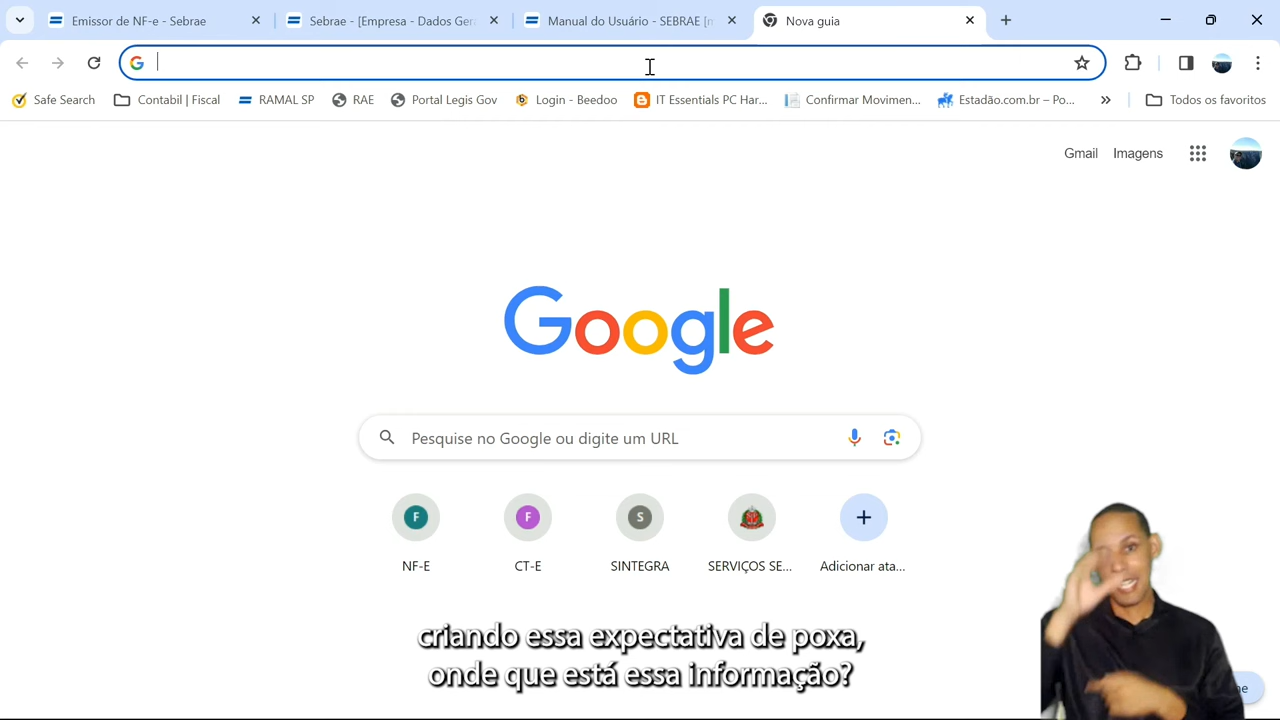 Emissor de NF-e - Sebrae
Sebrae - [Empresa - Dados Gera
Manual do Usuário - SEBRAE [m
Nova guia
Safe Search
Contabil | Fiscal
RAMAL SP
RAE
Portal Legis Gov
Login - Beedoo
IT Essentials PC Har...
Confirmar Movimen...
Estadão.com.br – Po...
Todos os favoritos
Gmail
Imagens
Google
Pesquise no Google ou digite um URL
F
F
S
NF-E
CT-E
SINTEGRA
SERVIÇOS SE...
Adicionar ata...
criando essa expectativa de poxa,
onde que está essa informação?